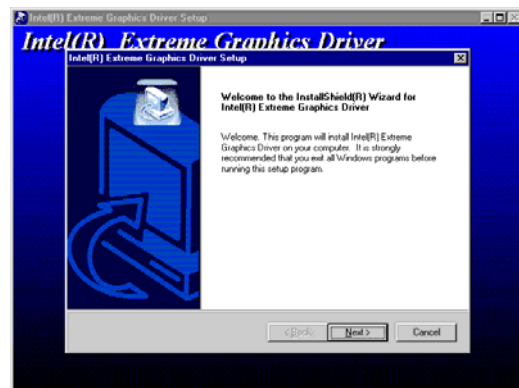 Intel(R) Extreme Graphics Driver Setup
Intel(R) Extreme Graphics Driver
Intel(R) Extreme Graphics Driver Setup
Welcome to the InstallShield(R) Wizard for
Intel(R) Extreme Graphics Driver
Welcome. This program will install Intel(R) Extreme
Graphics Driver on your computer. It is strongly
recommended that you exit all Windows programs before
running this setup program.
< Back Next > Cancel